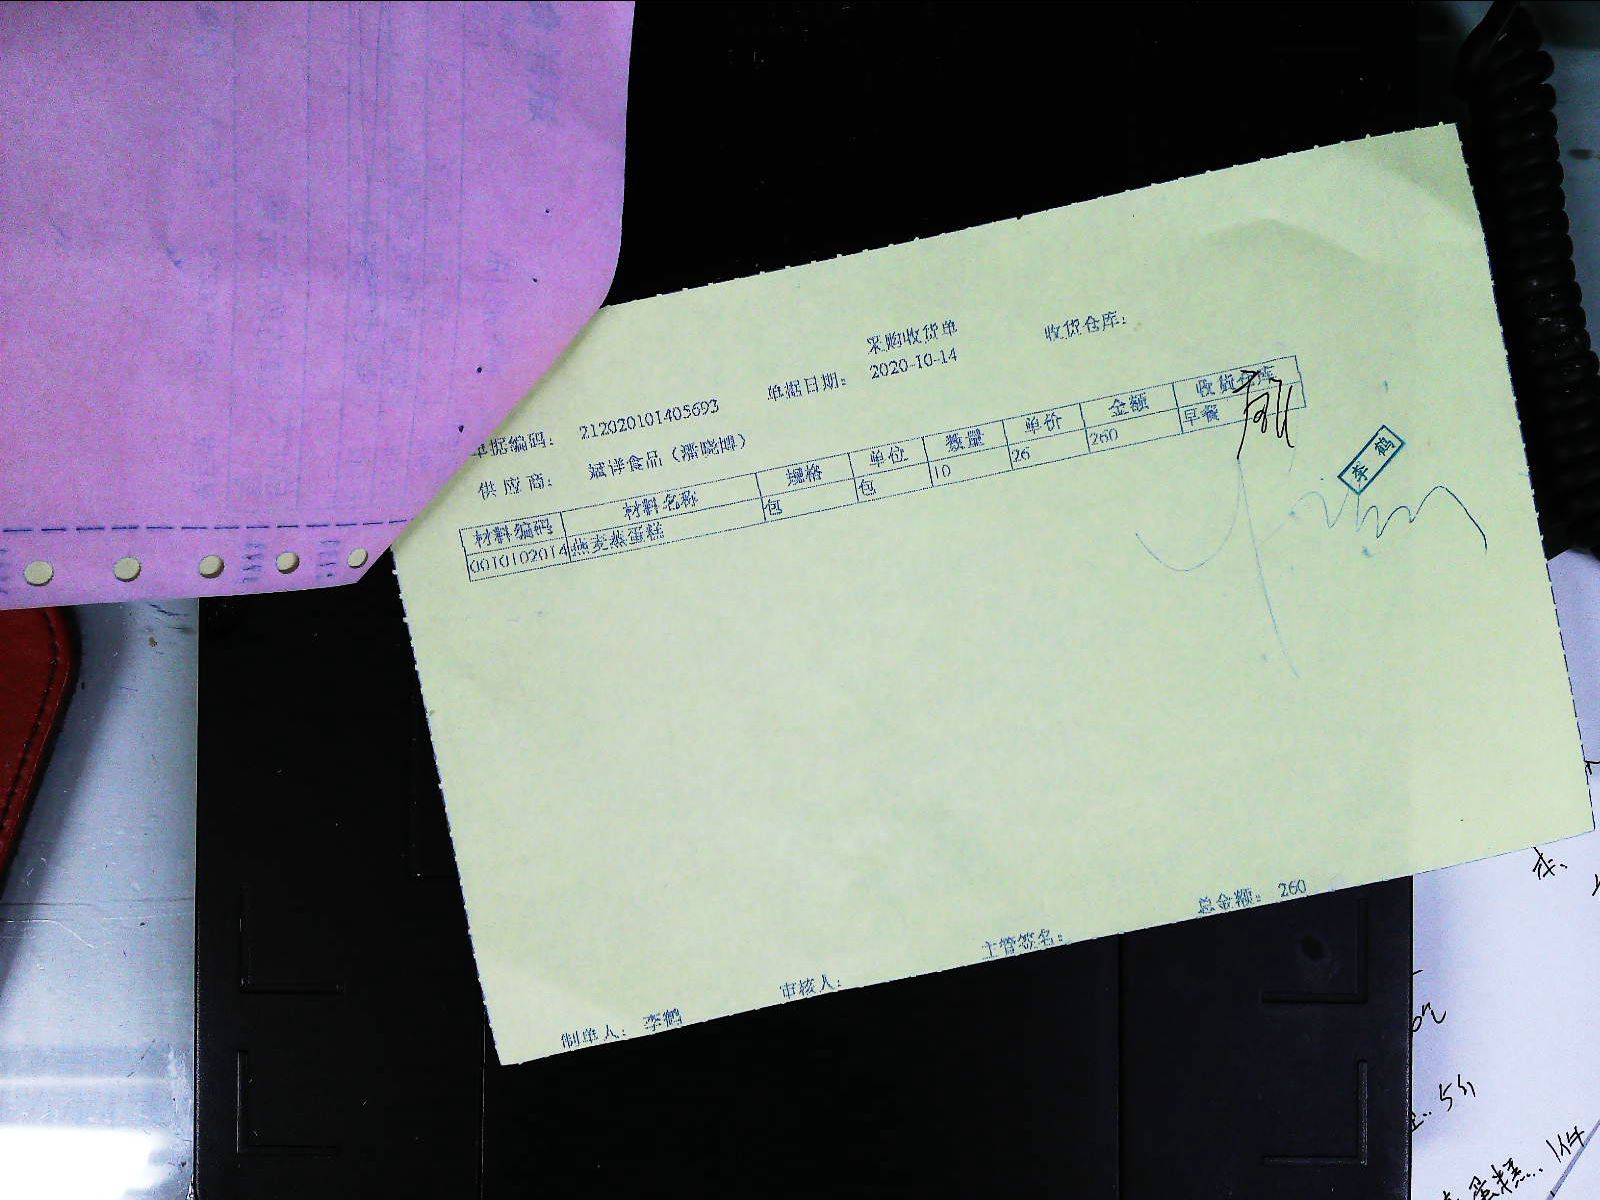 采购收货单
收货仓库：
单据日期： 2020-10-14
单据编码： 212020101405693
供应商： 斌祥食品（潘晓博）
材料编码 材料名称 规格 单位 数量 单价 金额 收货仓库
0010102014 燕麦蒸蛋糕 包 包 10 26 260 早餐
李鹤
总金额： 260
主管签名：
审核人：
制单人： 李鹤
蛋糕